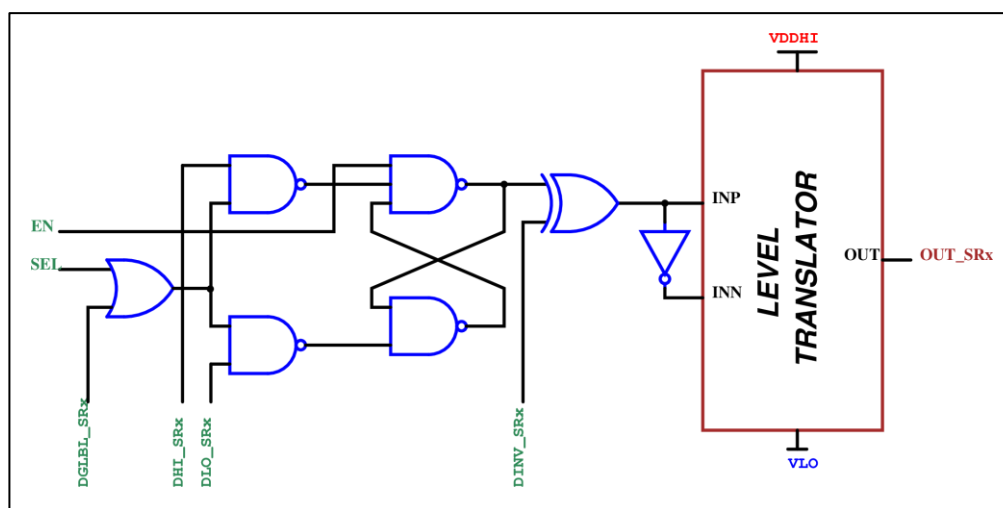 VDDHI
EN
SEL
INP
INN
OUT
OUT_SRx
LEVEL
TRANSLATOR
DGLBL_SRx
DHI_SRx
DLO_SRx
DINV_SRx
VLO